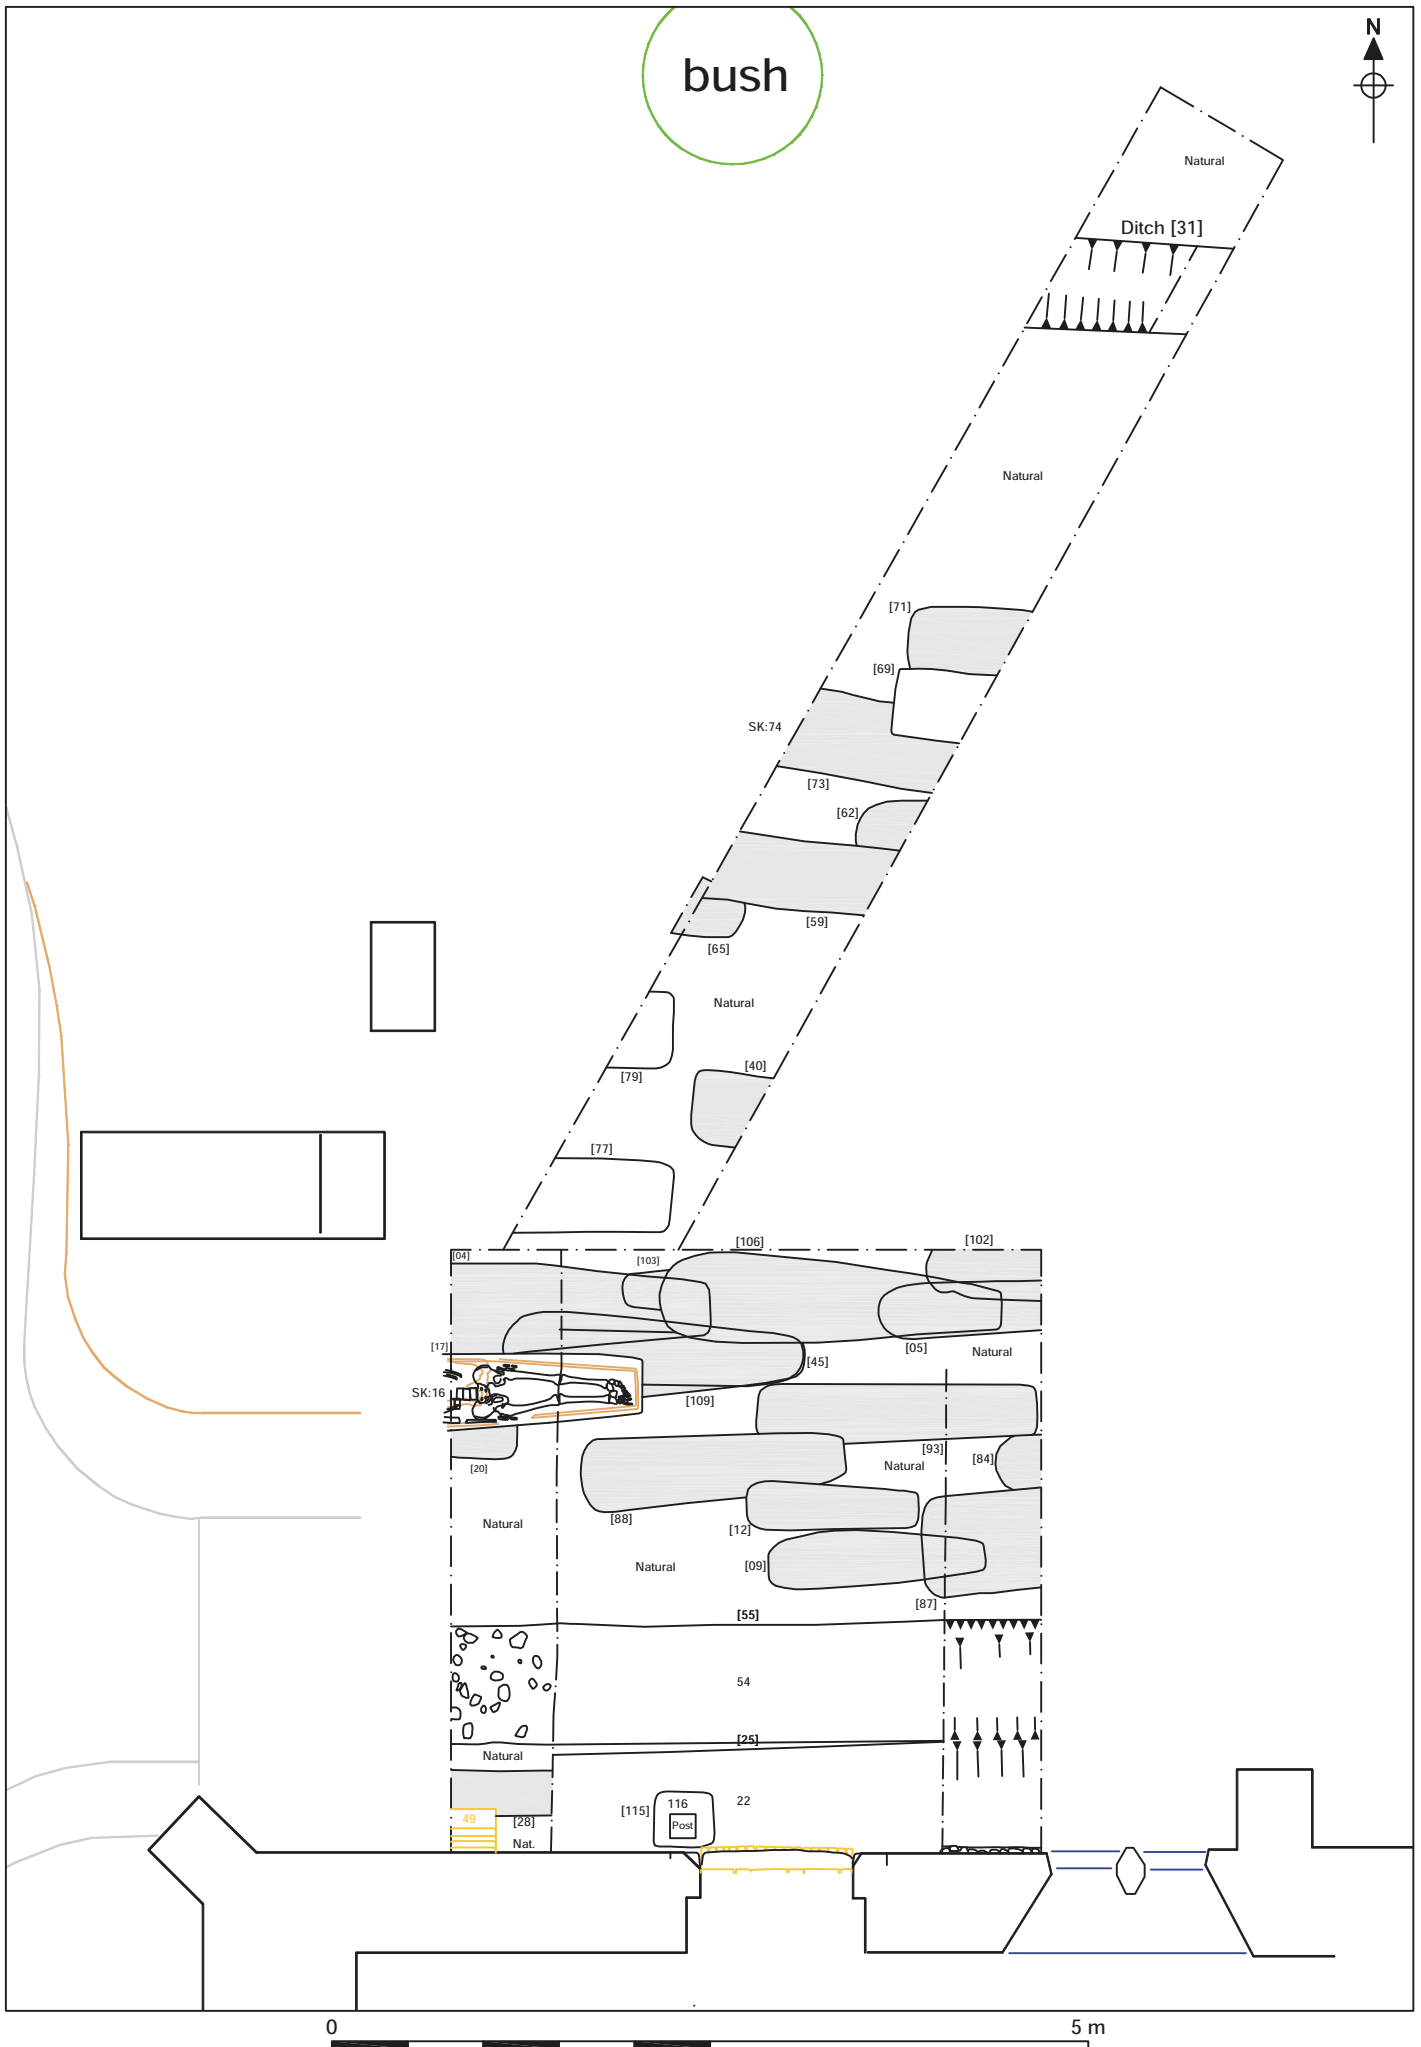 N
bush
Natural
Ditch [31]
Natural
[71]
[69]
SK:74
[73]
[62]
[59]
[65]
Natural
[40]
[79]
[77]
[106]
[102]
[04]
[103]
[17]
[05]
Natural
[45]
SK:16
[109]
[93]
[84]
Natural
[20]
[88]
Natural
[12]
Natural
[09]
[87]
[55]
54
[25]
Natural
22
116
[115]
49
[28]
Post
Nat.
0
5 m